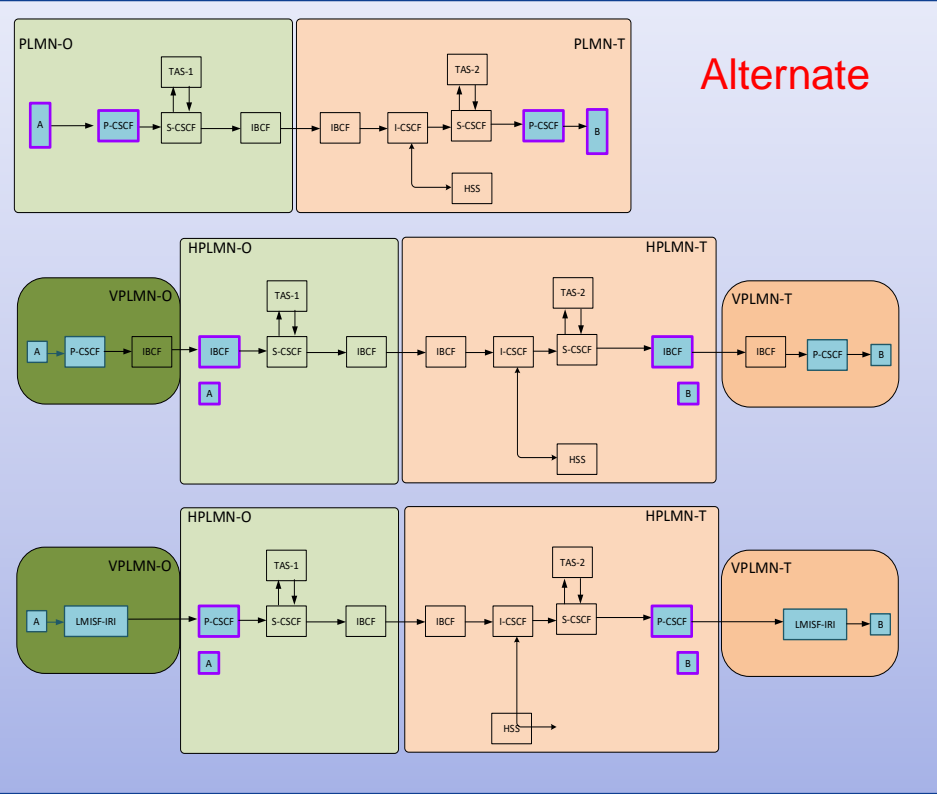 PLMN-O
PLMN-T
Alternate
TAS-1
TAS-2
A
P-CSCF
S-CSCF
IBCF
IBCF
I-CSCF
S-CSCF
P-CSCF
B
HSS
HPLMN-O
HPLMN-T
VPLMN-O
VPLMN-T
TAS-1
TAS-2
A
P-CSCF
IBCF
IBCF
S-CSCF
IBCF
IBCF
I-CSCF
S-CSCF
IBCF
IBCF
P-CSCF
B
A
B
HSS
HPLMN-O
HPLMN-T
VPLMN-O
VPLMN-T
TAS-1
TAS-2
A
LMISF-IRI
P-CSCF
S-CSCF
IBCF
IBCF
I-CSCF
S-CSCF
P-CSCF
LMISF-IRI
B
A
B
HSS